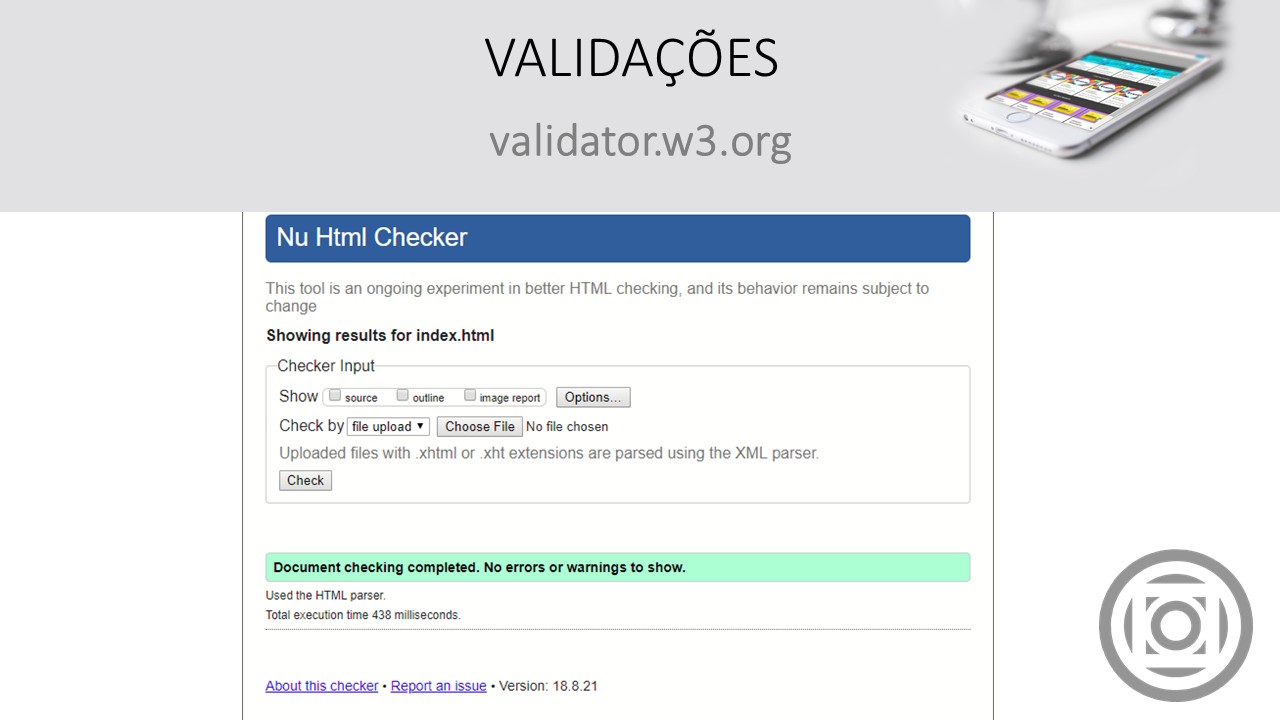 VALIDAÇÕES
validator.w3.org
Nu Html Checker
This tool is an ongoing experiment in better HTML checking, and its behavior remains subject to
change
Showing results for index.html
Checker Input
Show source outline image report Options...
Check by file upload Choose File No file chosen
Uploaded files with .xhtml or .xht extensions are parsed using the XML parser.
Check
Document checking completed. No errors or warnings to show.
Used the HTML parser.
Total execution time 438 milliseconds.
About this checker • Report an issue • Version: 18.8.21